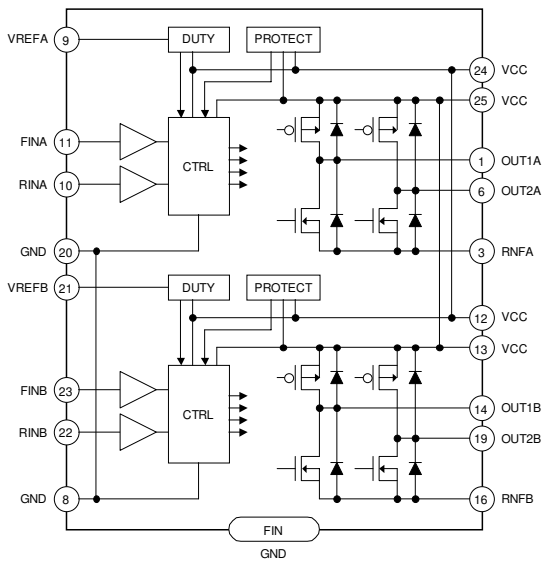 VREFA 9 DUTY PROTECT
24 VCC
25 VCC
FINA 11
CTRL
1 OUT1A
RINA 10
6 OUT2A
GND 20
3 RNFA
VREFB 21 DUTY PROTECT
12 VCC
13 VCC
FINB 23
CTRL
14 OUT1B
RINB 22
19 OUT2B
GND 8
16 RNFB
FIN
GND